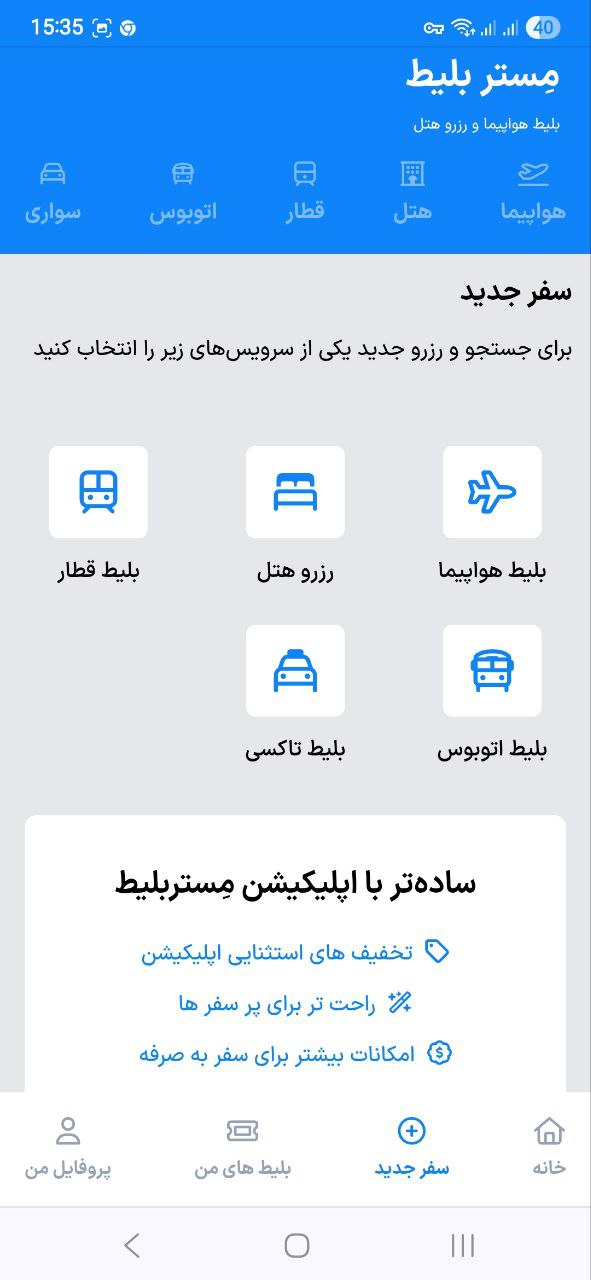 15:35
40
مِستر بلیط
بلیط هواپیما و رزرو هتل
هواپیما هتل قطار اتوبوس سواری
سفر جدید
برای جستجو و رزرو جدید یکی از سرویس‌های زیر را انتخاب کنید
بلیط هواپیما رزرو هتل بلیط قطار
بلیط اتوبوس بلیط تاکسی
ساده‌تر با اپلیکیشن مِستربلیط
تخفیف های استثنایی اپلیکیشن
راحت تر برای پر سفر ها
امکانات بیشتر برای سفر به صرفه
خانه سفر جدید بلیط های من پروفایل من